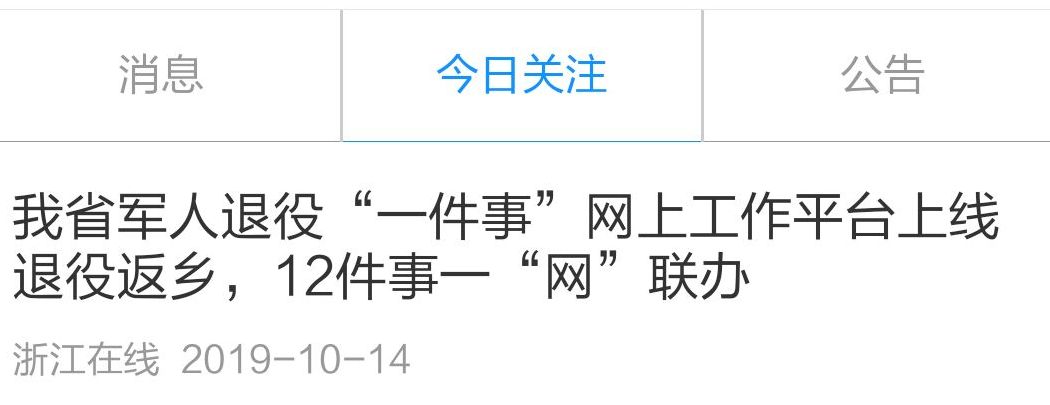 消息 今日关注 公告
我省军人退役“一件事”网上工作平台上线
退役返乡，12件事一“网”联办
浙江在线 2019-10-14